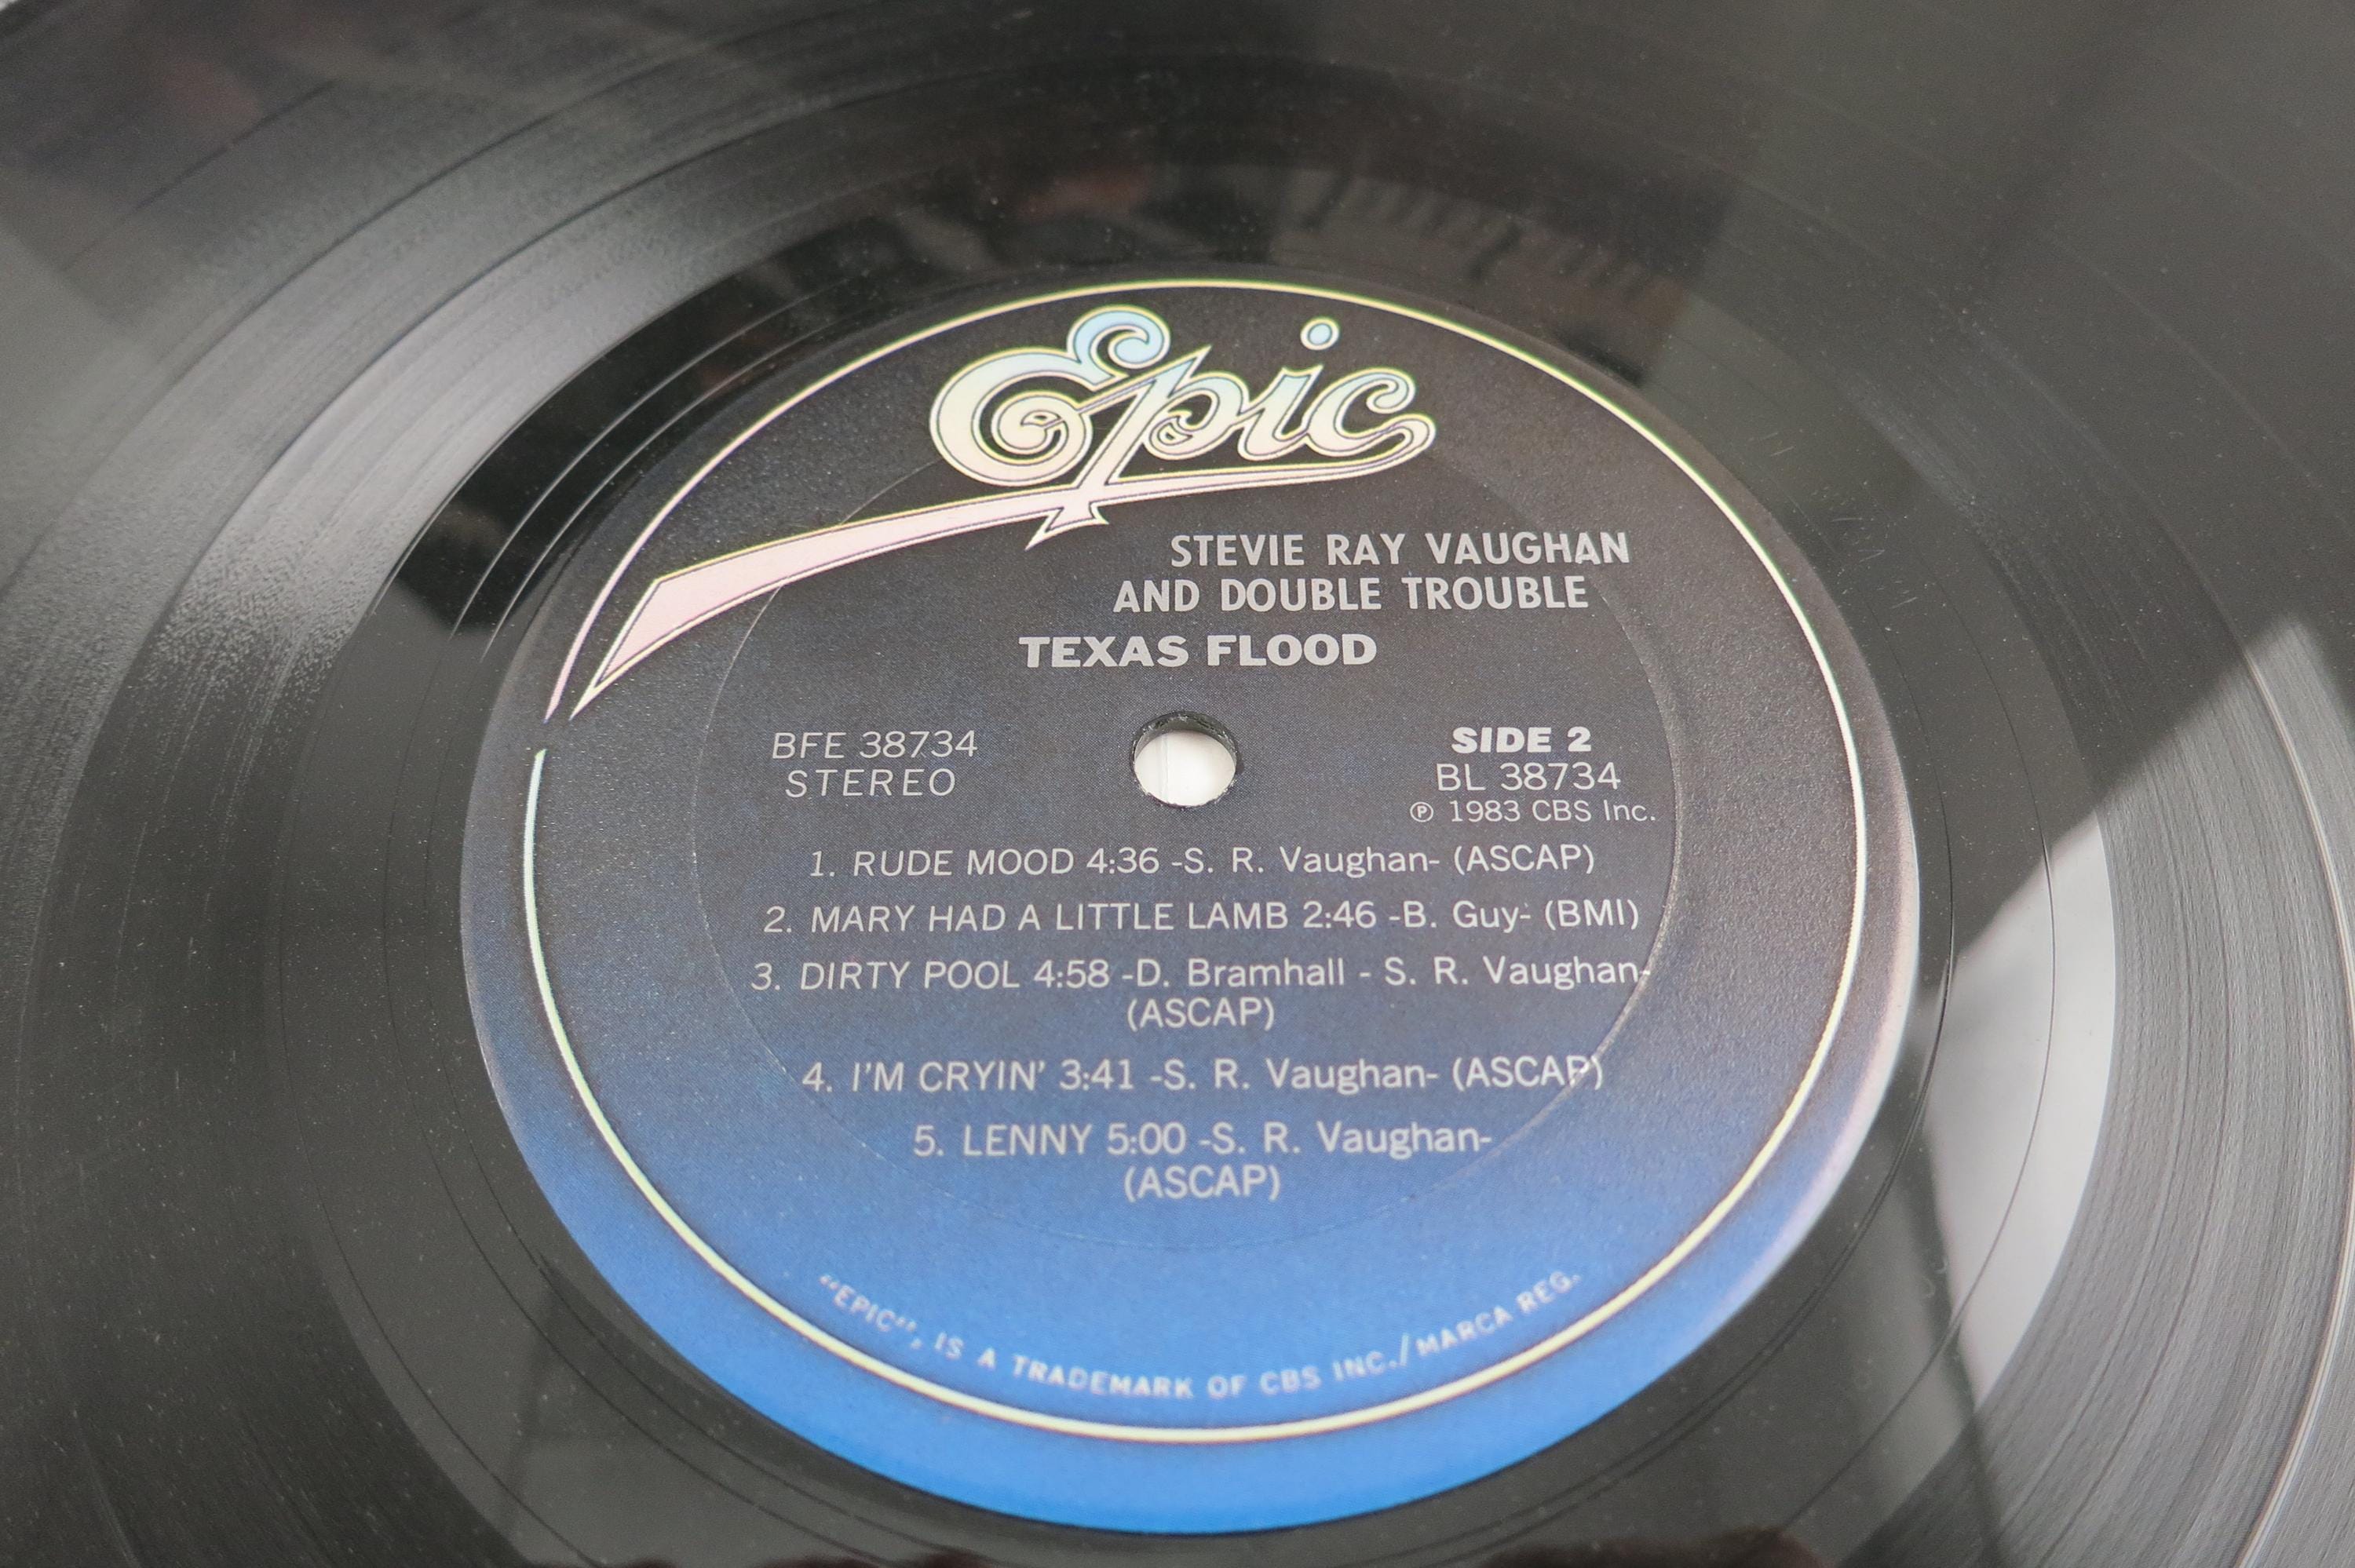 Epic
STEVIE RAY VAUGHAN
AND DOUBLE TROUBLE
TEXAS FLOOD
BFE 38734
STEREO
SIDE 2
BL 38734
℗ 1983 CBS Inc.
1. RUDE MOOD 4:36 -S. R. Vaughan- (ASCAP)
2. MARY HAD A LITTLE LAMB 2:46 -B. Guy- (BMI)
3. DIRTY POOL 4:58 -D. Bramhall - S. R. Vaughan-
(ASCAP)
4. I'M CRYIN' 3:41 -S. R. Vaughan- (ASCAP)
5. LENNY 5:00 -S. R. Vaughan-
(ASCAP)
"EPIC", IS A TRADEMARK OF CBS INC./MARCA REG.